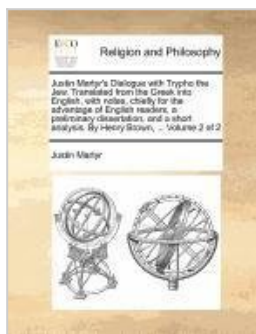 ECCO
Religion and Philosophy
Justin Martyr's Dialogue with Trypho the
Jew. Translated from the Greek into
English, with notes, chiefly for the
advantage of English readers, a
preliminary dissertation, and a short
analysis. By Henry Brown, ... Volume 2 of 2
Justin Martyr